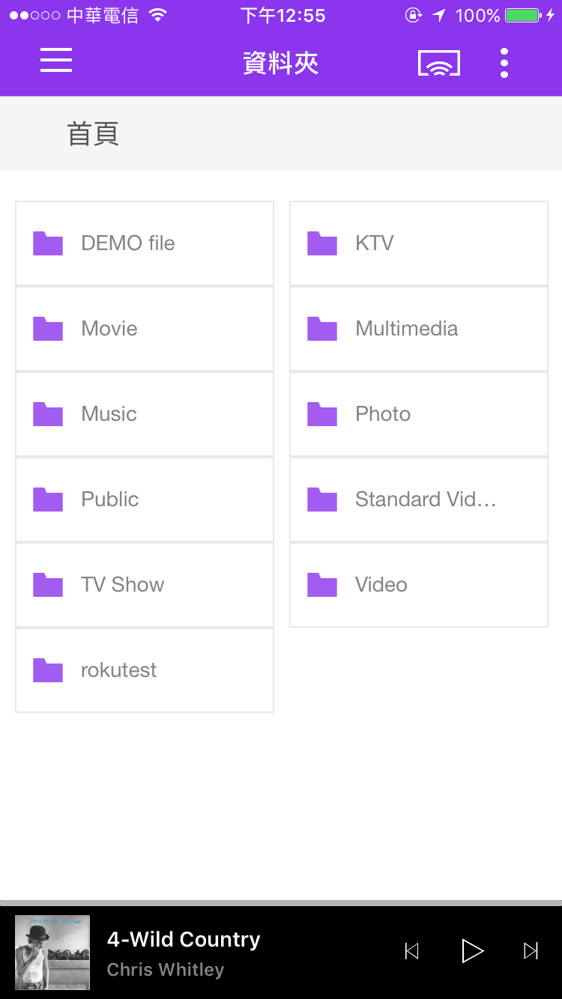 中華電信 下午12:55 100%
資料夾
首頁
DEMO file KTV
Movie Multimedia
Music Photo
Public Standard Vid...
TV Show Video
rokutest
4-Wild Country
Chris Whitley